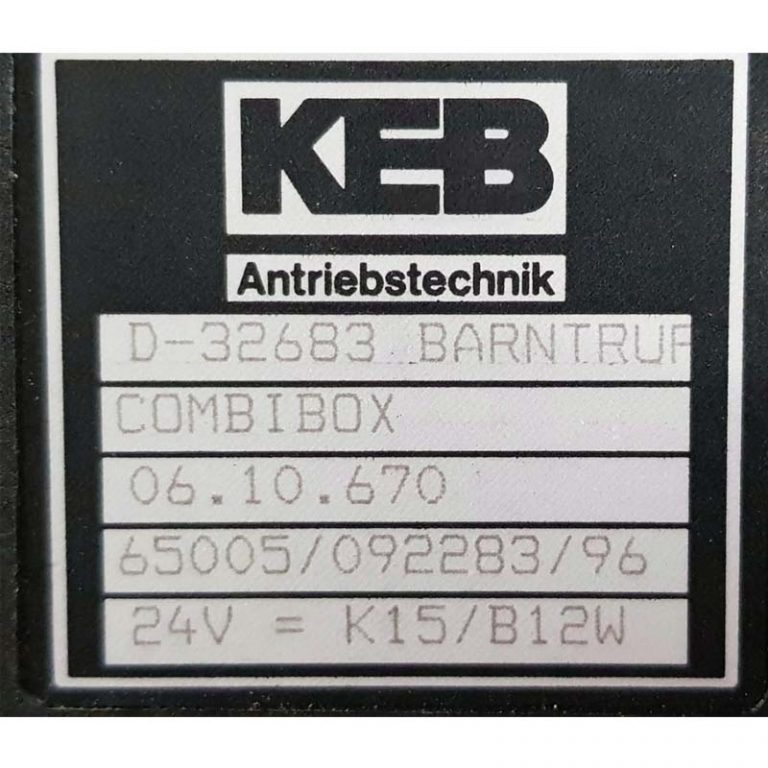 KEB
Antriebstechnik
D-32683 BARNTRUP
COMBIBOX
06.10.670
65005/092283/96
24V = K15/B12W